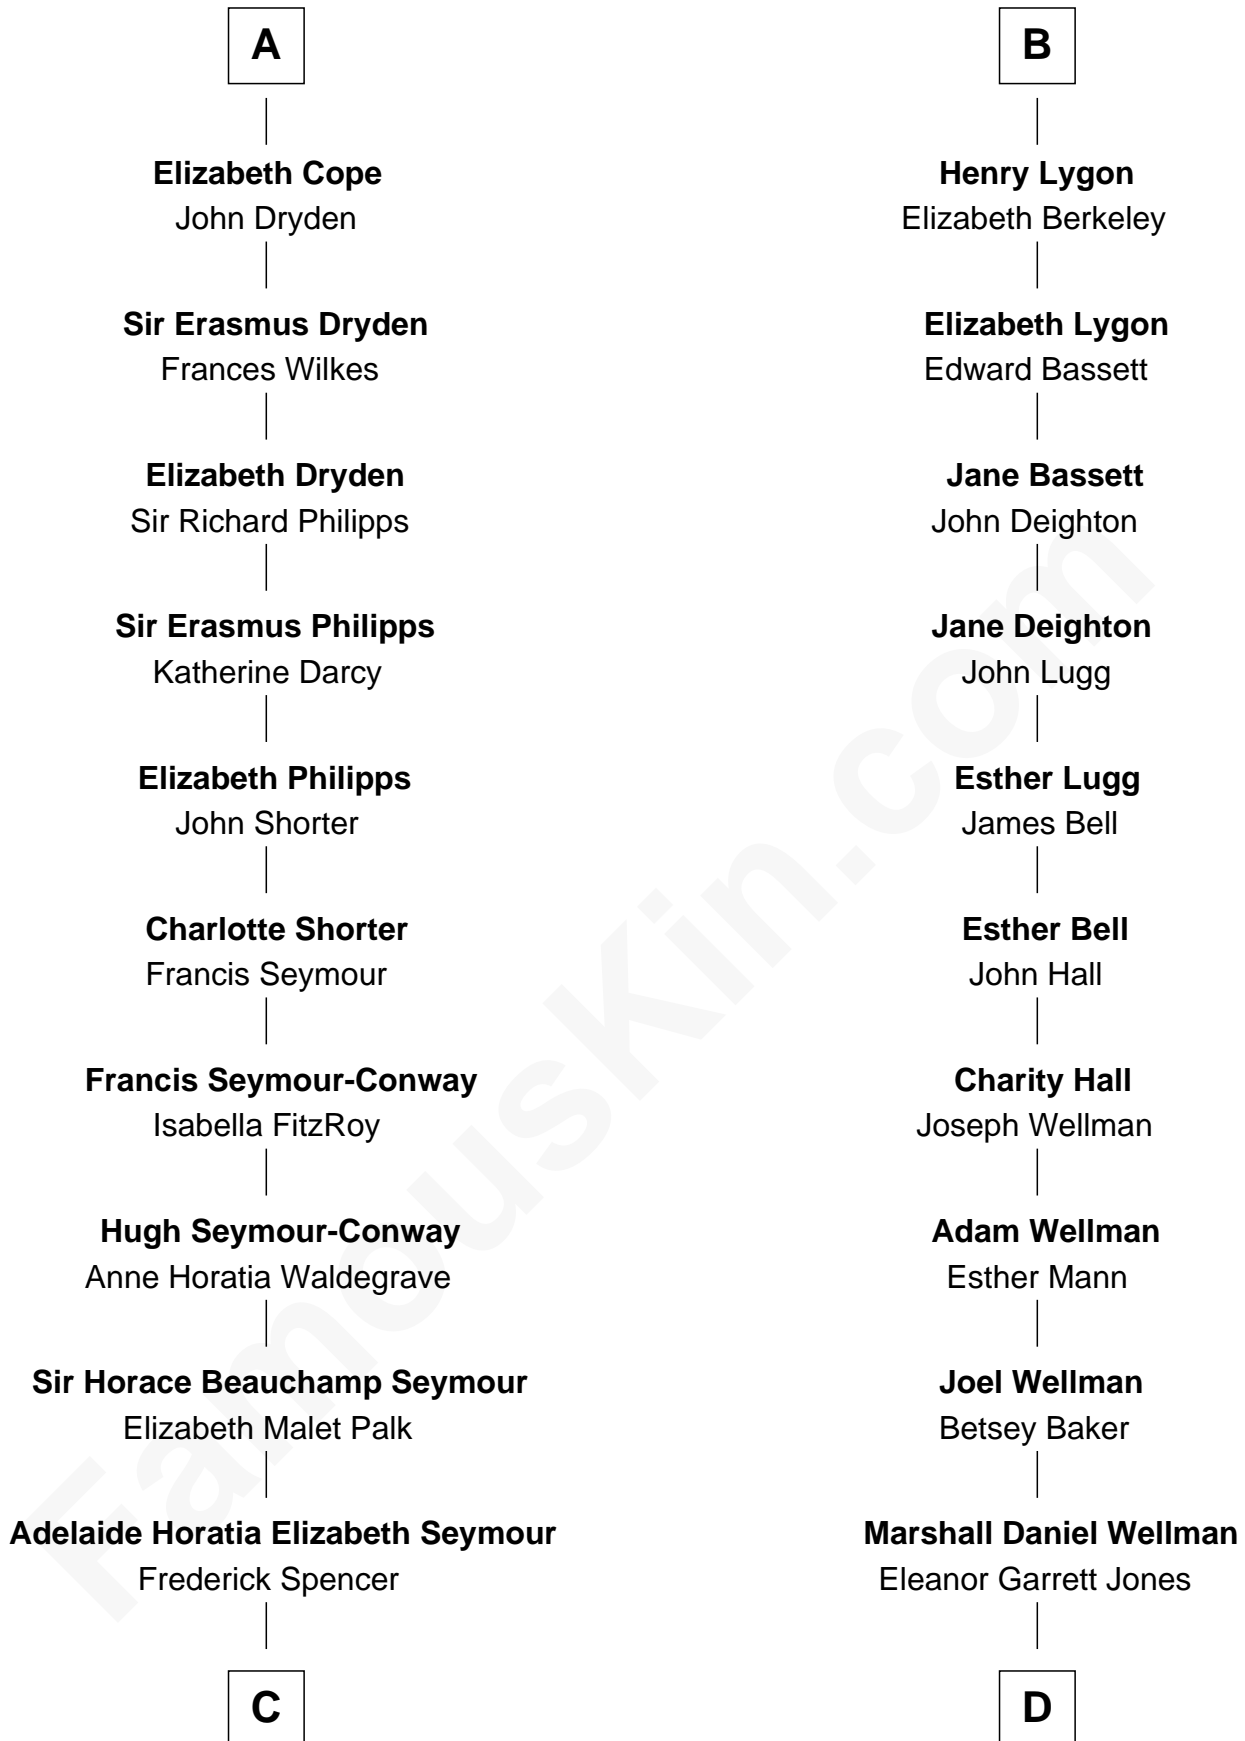 A
Elizabeth Cope
John Dryden
Sir Erasmus Dryden
Frances Wilkes
Elizabeth Dryden
Sir Richard Philipps
Sir Erasmus Philipps
Katherine Darcy
Elizabeth Philipps
John Shorter
Charlotte Shorter
Francis Seymour
Francis Seymour-Conway
Isabella FitzRoy
Hugh Seymour-Conway
Anne Horatia Waldegrave
Sir Horace Beauchamp Seymour
Elizabeth Malet Palk
Adelaide Horatia Elizabeth Seymour
Frederick Spencer
C
B
Henry Lygon
Elizabeth Berkeley
Elizabeth Lygon
Edward Bassett
Jane Bassett
John Deighton
Jane Deighton
John Lugg
Esther Lugg
James Bell
Esther Bell
John Hall
Charity Hall
Joseph Wellman
Adam Wellman
Esther Mann
Joel Wellman
Betsey Baker
Marshall Daniel Wellman
Eleanor Garrett Jones
D
FamousKin.com